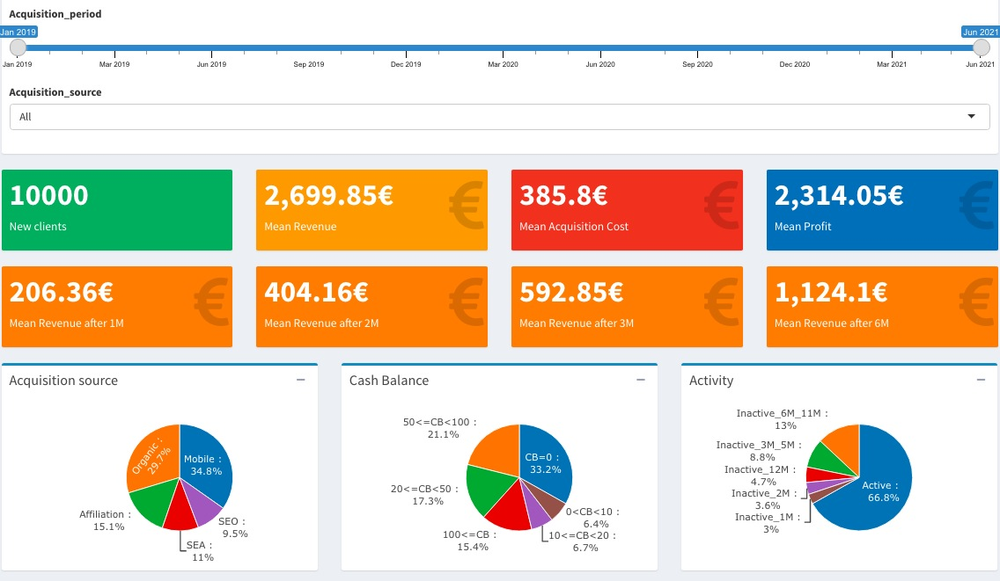 Acquisition_period
Jan 2019
Jun 2021
Jan 2019 Mar 2019 Jun 2019 Sep 2019 Dec 2019 Mar 2020 Jun 2020 Sep 2020 Dec 2020 Mar 2021 Jun 2021
Acquisition_source
All
10000
New clients
2,699.85€
Mean Revenue
€
385.8€
Mean Acquisition Cost
€
2,314.05€
Mean Profit
€
206.36€
Mean Revenue after 1M
€
404.16€
Mean Revenue after 2M
€
592.85€
Mean Revenue after 3M
€
1,124.1€
Mean Revenue after 6M
€
Acquisition source
Organic :
29.7%
Mobile :
34.8%
Affiliation :
15.1%
SEO :
9.5%
SEA :
11%
Cash Balance
50<=CB<100 :
21.1%
CB=0 :
33.2%
20<=CB<50 :
17.3%
0<CB<10 :
6.4%
100<=CB :
15.4%
10<=CB<20 :
6.7%
Activity
Inactive_6M_11M :
13%
Inactive_3M_5M :
8.8%
Inactive_12M :
4.7%
Inactive_2M :
3.6%
Inactive_1M :
3%
Active :
66.8%